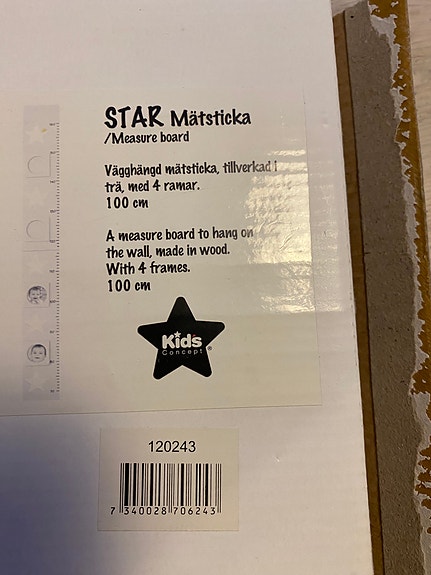 STAR Mätsticka
/Measure board
Vägghängd mätsticka, tillverkad i
trä, med 4 ramar.
100 cm
A measure board to hang on
the wall, made in wood.
With 4 frames.
100 cm
Kids
Concept
®
120243
7 340028 706243